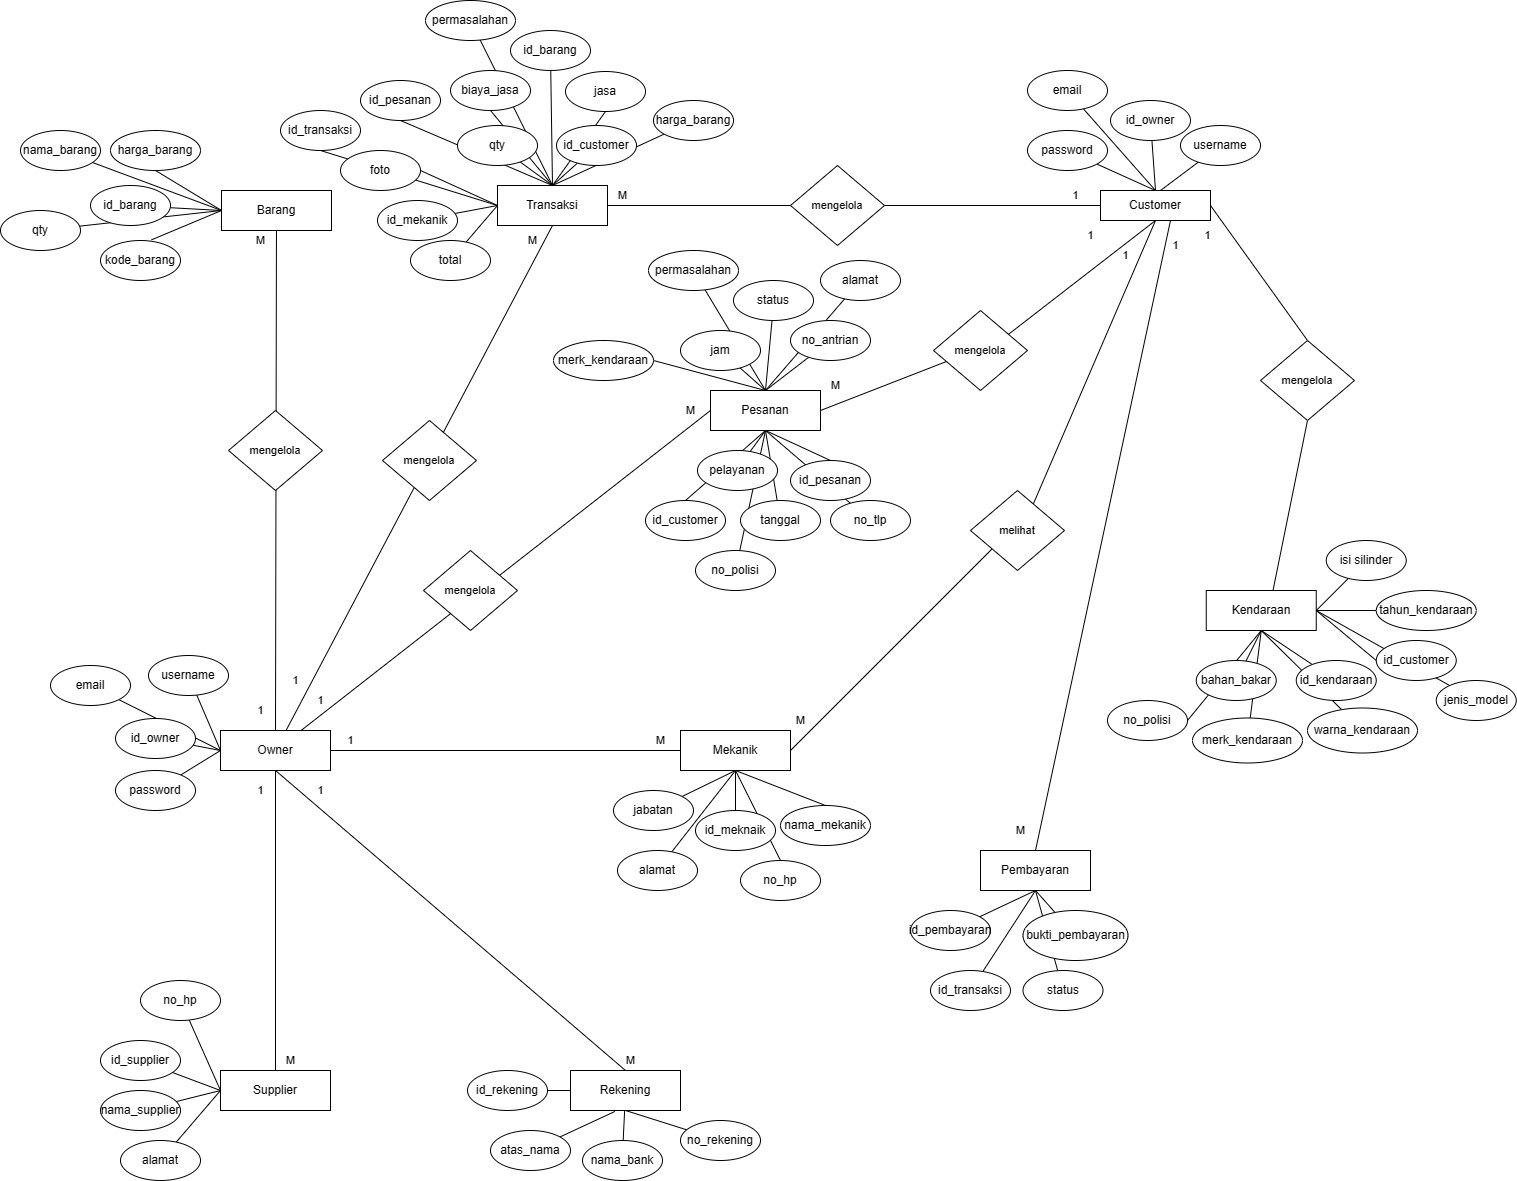 permasalahan
id_barang
biaya_jasa
jasa
id_pesanan
harga_barang
id_transaksi
qty
id_customer
foto
Transaksi
id_mekanik
total
M
M
nama_barang
harga_barang
id_barang
Barang
qty
kode_barang
M
mengelola
email
id_owner
password
username
1
Customer
1
1
1
1
permasalahan
alamat
status
no_antrian
jam
merk_kendaraan
M
M
Pesanan
pelayanan
id_pesanan
id_customer
tanggal
no_tlp
no_polisi
mengelola
mengelola
mengelola
mengelola
mengelola
melihat
mengelola
isi silinder
Kendaraan
tahun_kendaraan
id_customer
bahan_bakar
id_kendaraan
jenis_model
no_polisi
merk_kendaraan
warna_kendaraan
1
1
1
username
email
id_owner
Owner
password
1
M
M
1
1
Mekanik
jabatan
id_meknaik
nama_mekanik
alamat
no_hp
M
Pembayaran
id_pembayaran
bukti_pembayaran
id_transaksi
status
no_hp
id_supplier
M
Supplier
nama_supplier
alamat
M
id_rekening
Rekening
atas_nama
nama_bank
no_rekening